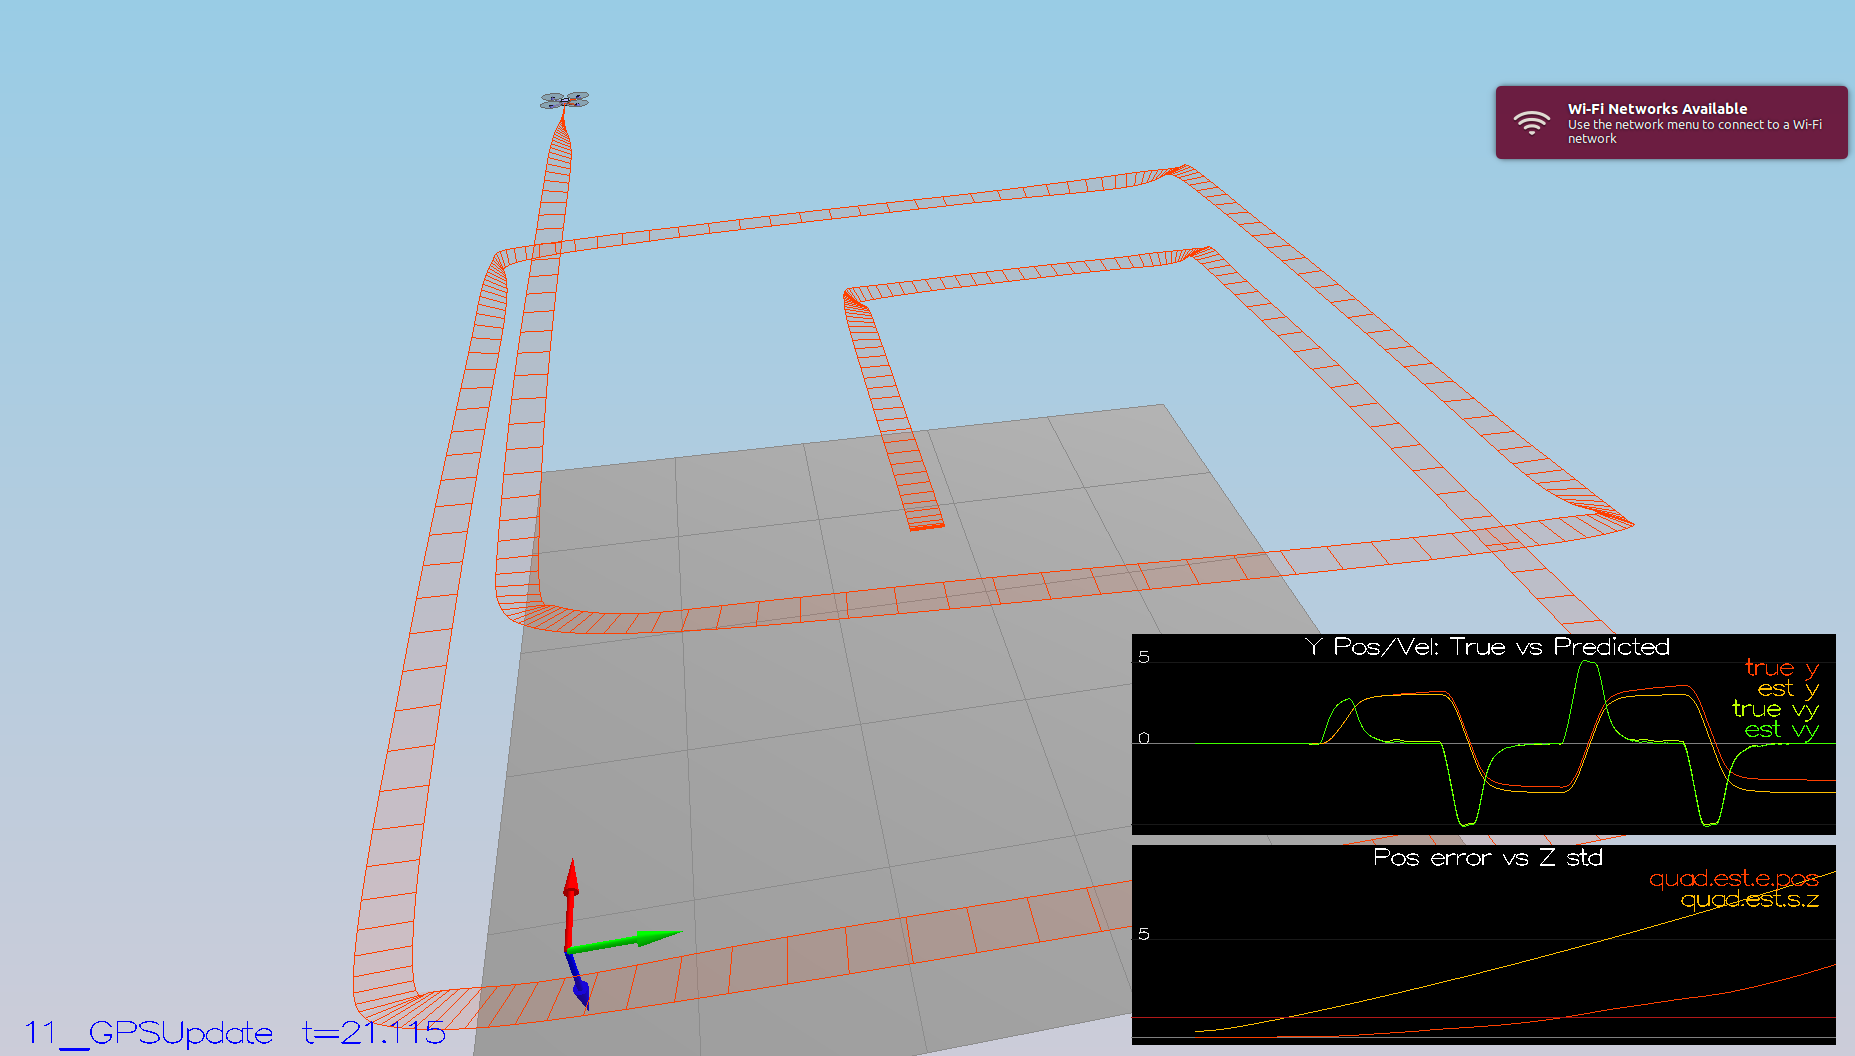 Wi-Fi Networks Available
Use the network menu to connect to a Wi-Fi
network
Y Pos/Vel: True vs Predicted
5
true y
est y
true vy
0
est vy
Pos error vs Z std
quad.est.e.pos
quad.est.s.z
5
11_GPSUpdate t=21.115